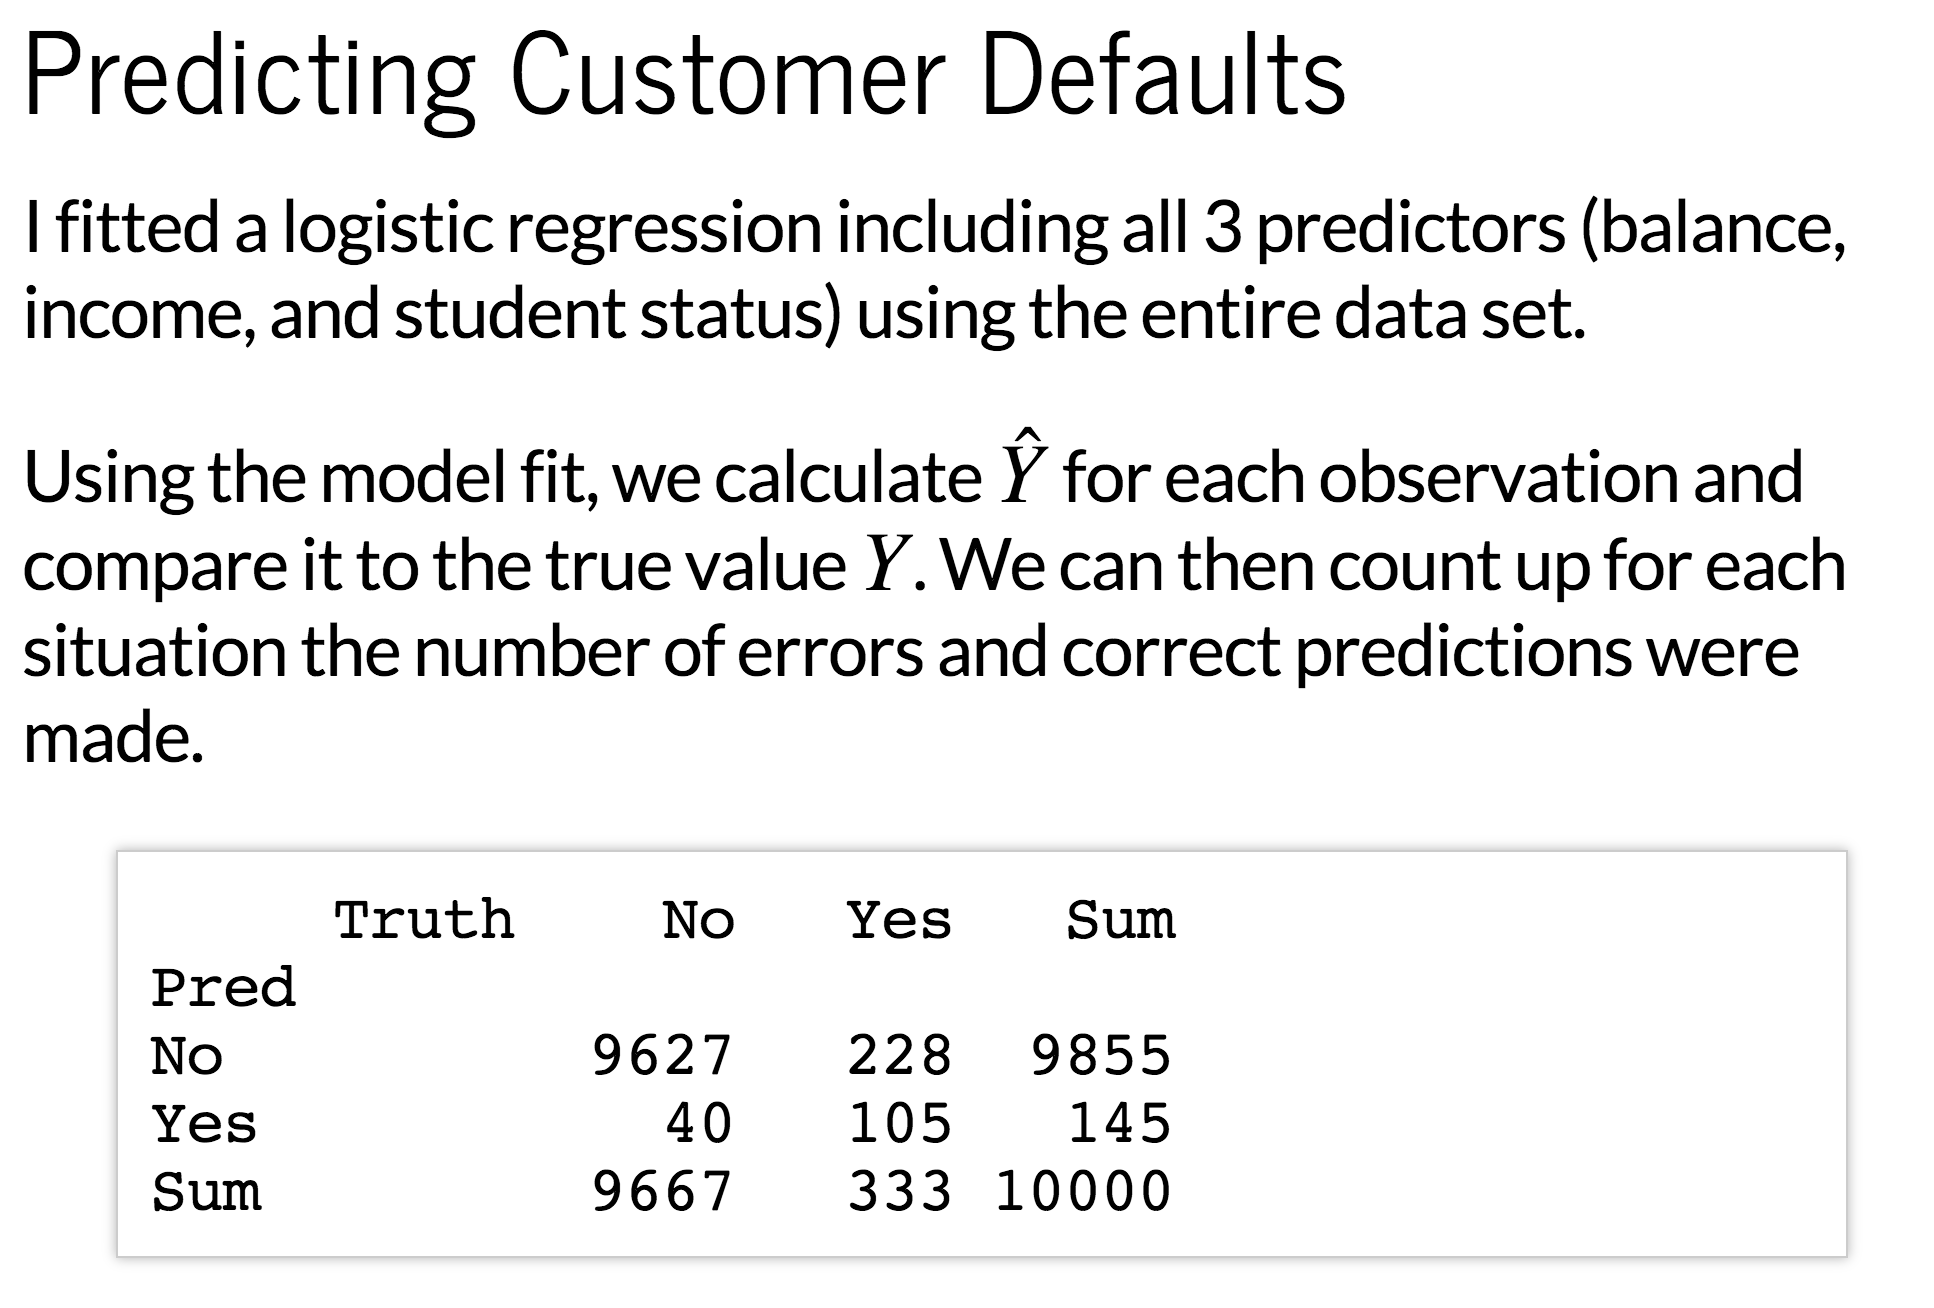 Predicting Customer Defaults
I fitted a logistic regression including all 3 predictors (balance,
income, and student status) using the entire data set.
Using the model fit, we calculate Ŷ for each observation and
compare it to the true value Y. We can then count up for each
situation the number of errors and correct predictions were
made.
Truth No Yes Sum
Pred
No 9627 228 9855
Yes 40 105 145
Sum 9667 333 10000